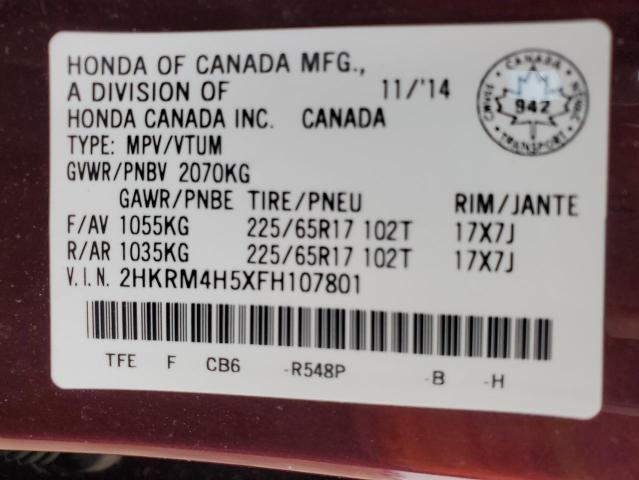 HONDA OF CANADA MFG.,
A DIVISION OF 11/'14
HONDA CANADA INC. CANADA
TYPE: MPV/VTUM
GVWR/PNBV 2070KG
GAWR/PNBE TIRE/PNEU RIM/JANTE
F/AV 1055KG 225/65R17 102T 17X7J
R/AR 1035KG 225/65R17 102T 17X7J
V.I.N. 2HKRM4H5XFH107801
TFE F CB6 -R548P -B -H
CANADA
942
TRANSPORT